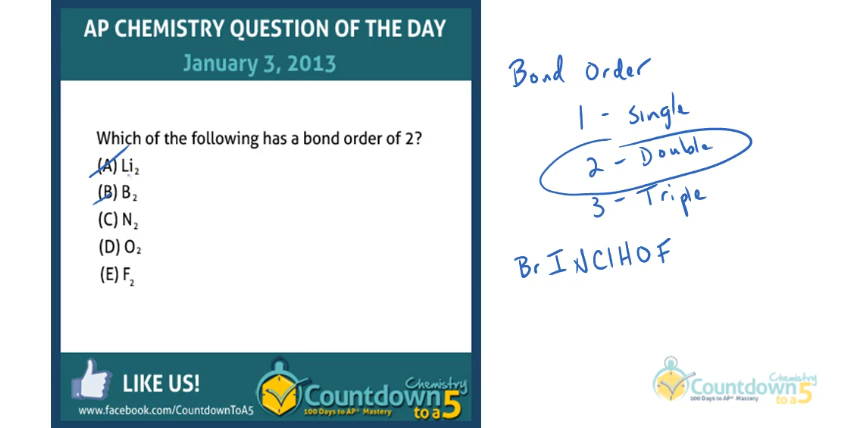 AP CHEMISTRY QUESTION OF THE DAY
January 3, 2013
Which of the following has a bond order of 2?
(A) Li₂
(B) B₂
(C) N₂
(D) O₂
(E) F₂
LIKE US!
www.facebook.com/CountdownToA5
Chemistry
Countdown
100 Days to AP* Mastery
to a 5
Bond Order
1 - Single
2 - Double
3 - Triple
Br I N Cl H O F
Chemistry
Countdown
100 Days to AP* Mastery
to a 5